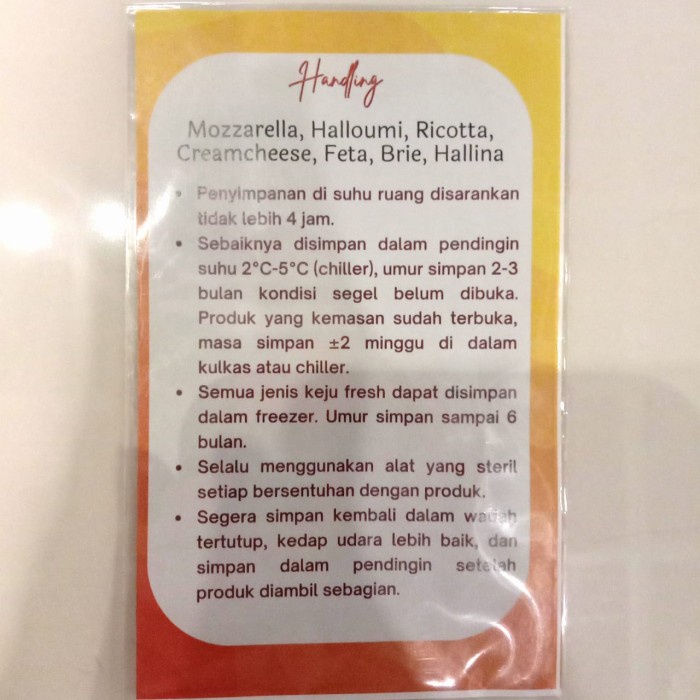 Handling
Mozzarella, Halloumi, Ricotta,
Creamcheese, Feta, Brie, Hallina
• Penyimpanan di suhu ruang disarankan
tidak lebih 4 jam.
• Sebaiknya disimpan dalam pendingin
suhu 2°C-5°C (chiller), umur simpan 2-3
bulan kondisi segel belum dibuka.
Produk yang kemasan sudah terbuka,
masa simpan ±2 minggu di dalam
kulkas atau chiller.
• Semua jenis keju fresh dapat disimpan
dalam freezer. Umur simpan sampai 6
bulan.
• Selalu menggunakan alat yang steril
setiap bersentuhan dengan produk.
• Segera simpan kembali dalam wadah
tertutup, kedap udara lebih baik, dan
simpan dalam pendingin setelah
produk diambil sebagian.